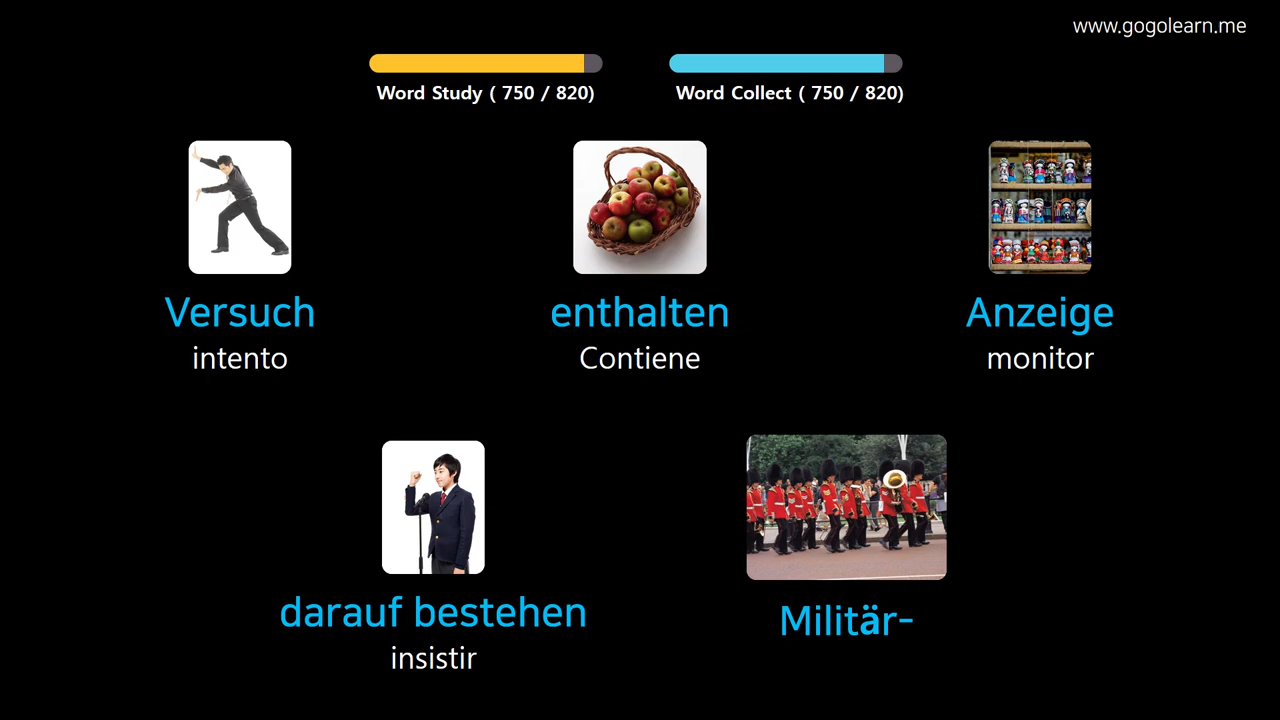 www.gogolearn.me
Word Study ( 750 / 820)
Word Collect ( 750 / 820)
Versuch
intento
enthalten
Contiene
Anzeige
monitor
darauf bestehen
insistir
Militär-